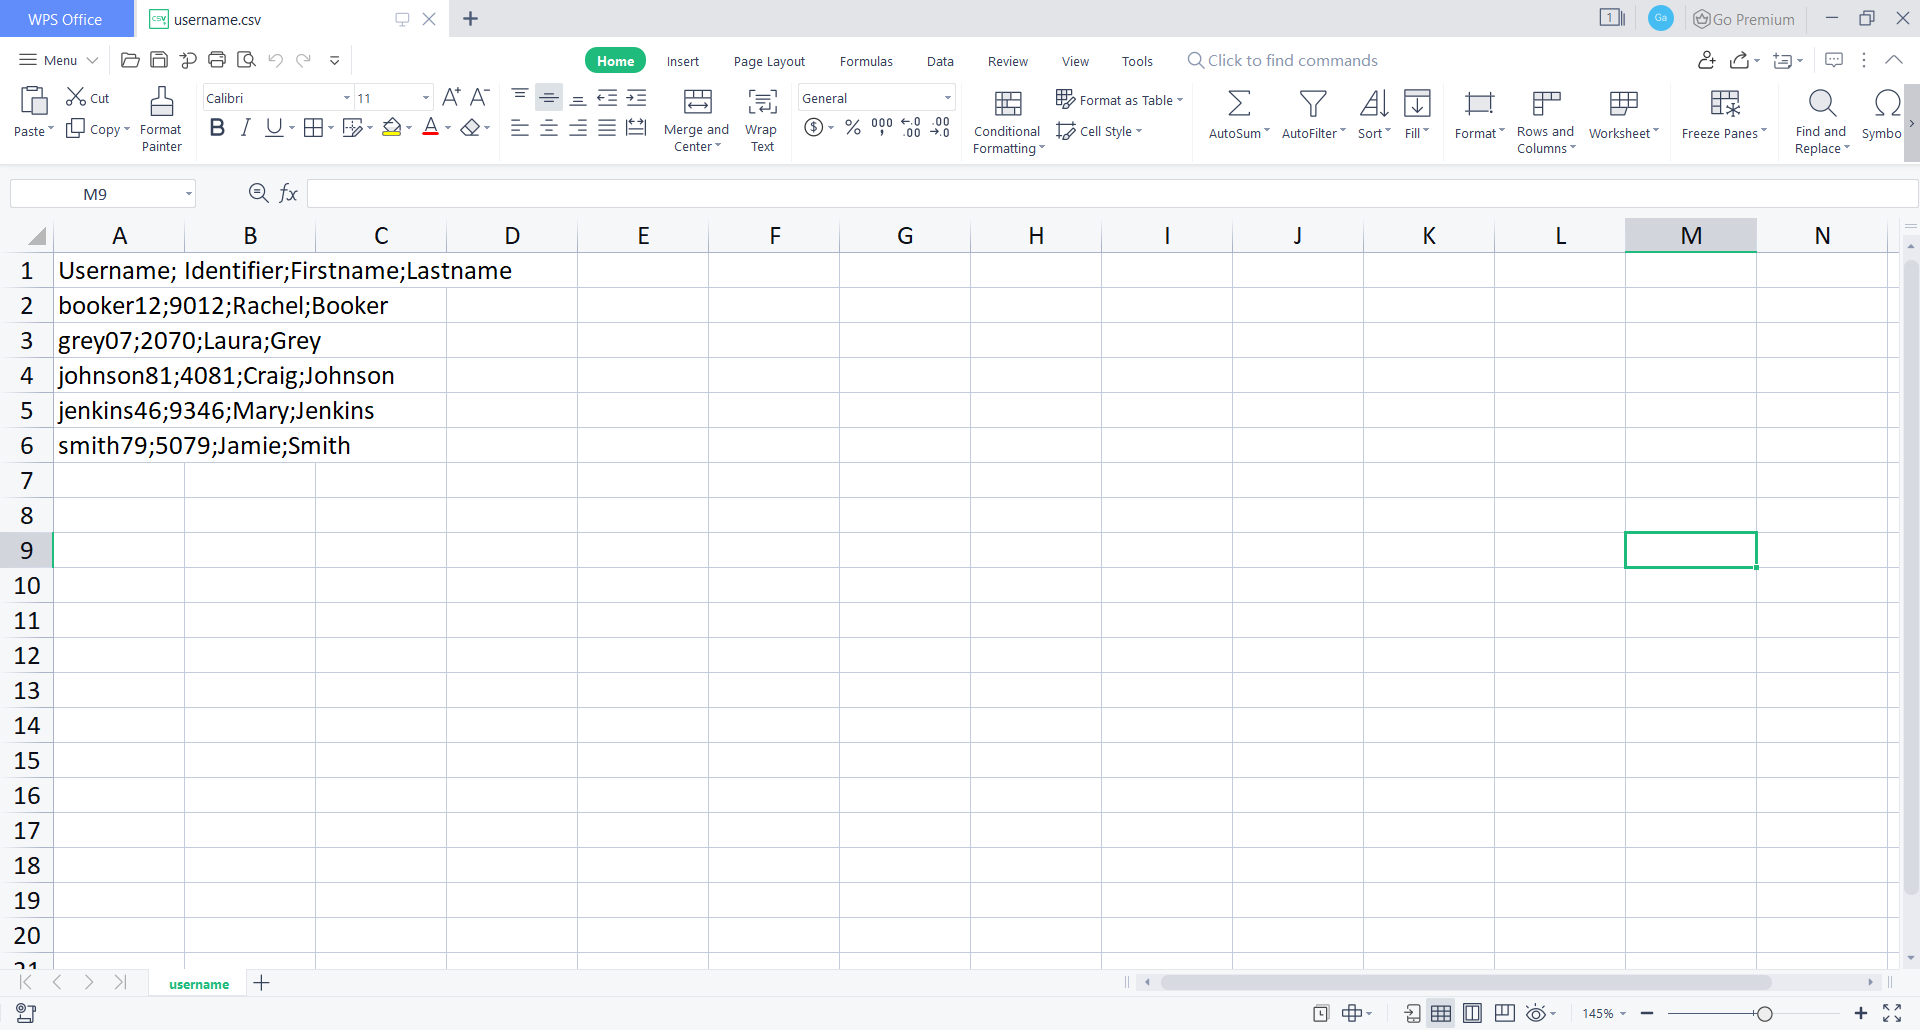 WPS Office
username.csv
1
Ga
Go Premium
Menu
Home
Insert
Page Layout
Formulas
Data
Review
View
Tools
Click to find commands
Paste
Cut
Copy
Format Painter
Calibri
11
General
Merge and Center
Wrap Text
Conditional Formatting
Format as Table
Cell Style
AutoSum
AutoFilter
Sort
Fill
Format
Rows and Columns
Worksheet
Freeze Panes
Find and Replace
Symbo
M9
fx
A B C D E F G H I J K L M N
1 Username; Identifier;Firstname;Lastname
2 booker12;9012;Rachel;Booker
3 grey07;2070;Laura;Grey
4 johnson81;4081;Craig;Johnson
5 jenkins46;9346;Mary;Jenkins
6 smith79;5079;Jamie;Smith
7
8
9
10
11
12
13
14
15
16
17
18
19
20
21
username
145%